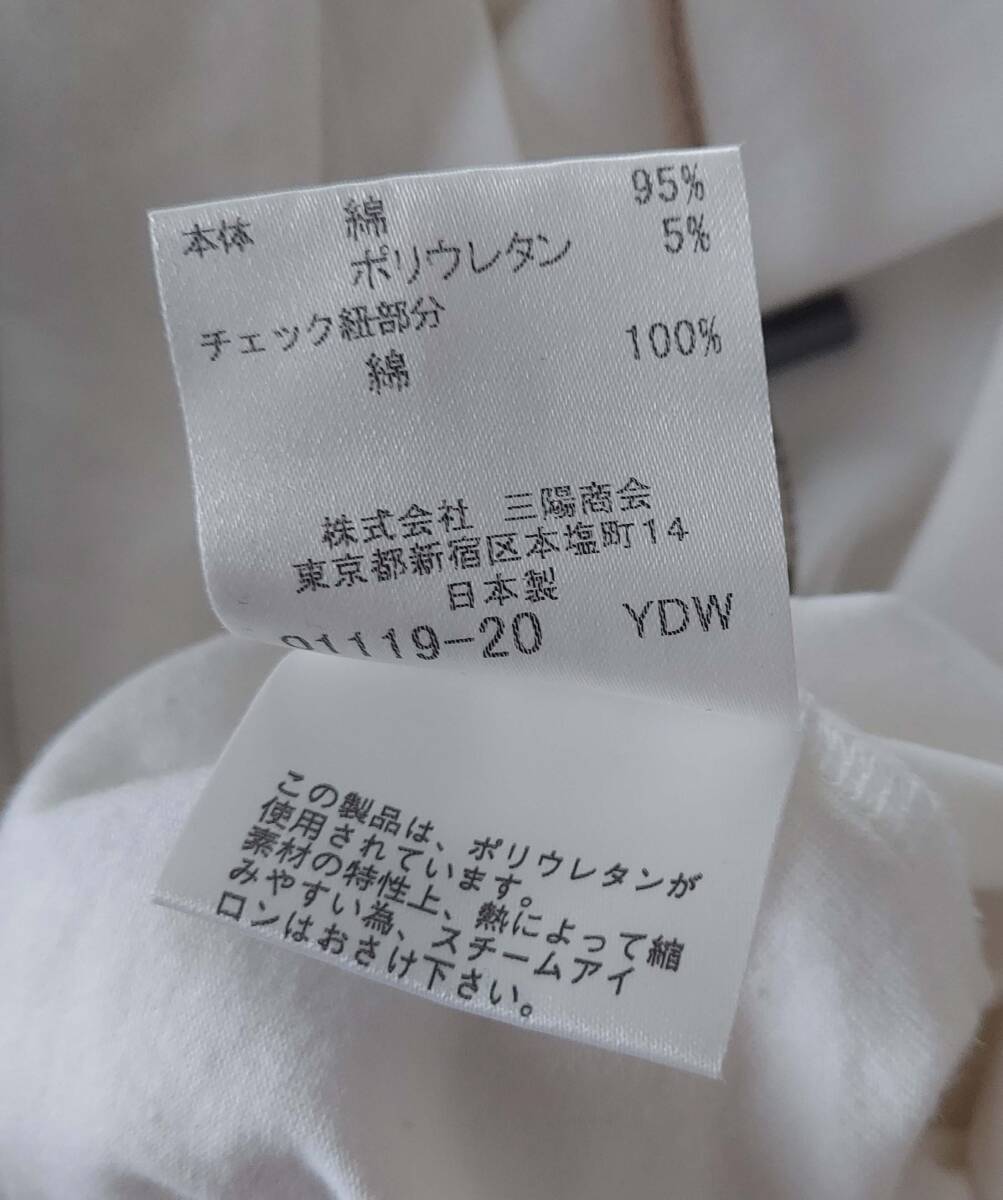 本体 綿 95%
ポリウレタン 5%
チェック紐部分
綿 100%
株式会社 三陽商会
東京都新宿区本塩町14
日本製
01119-20 YDW
この製品は、ポリウレタンが
使用されています。
素材の特性上、熱によって縮
みやすい為、スチームアイ
ロンはおさけ下さい。